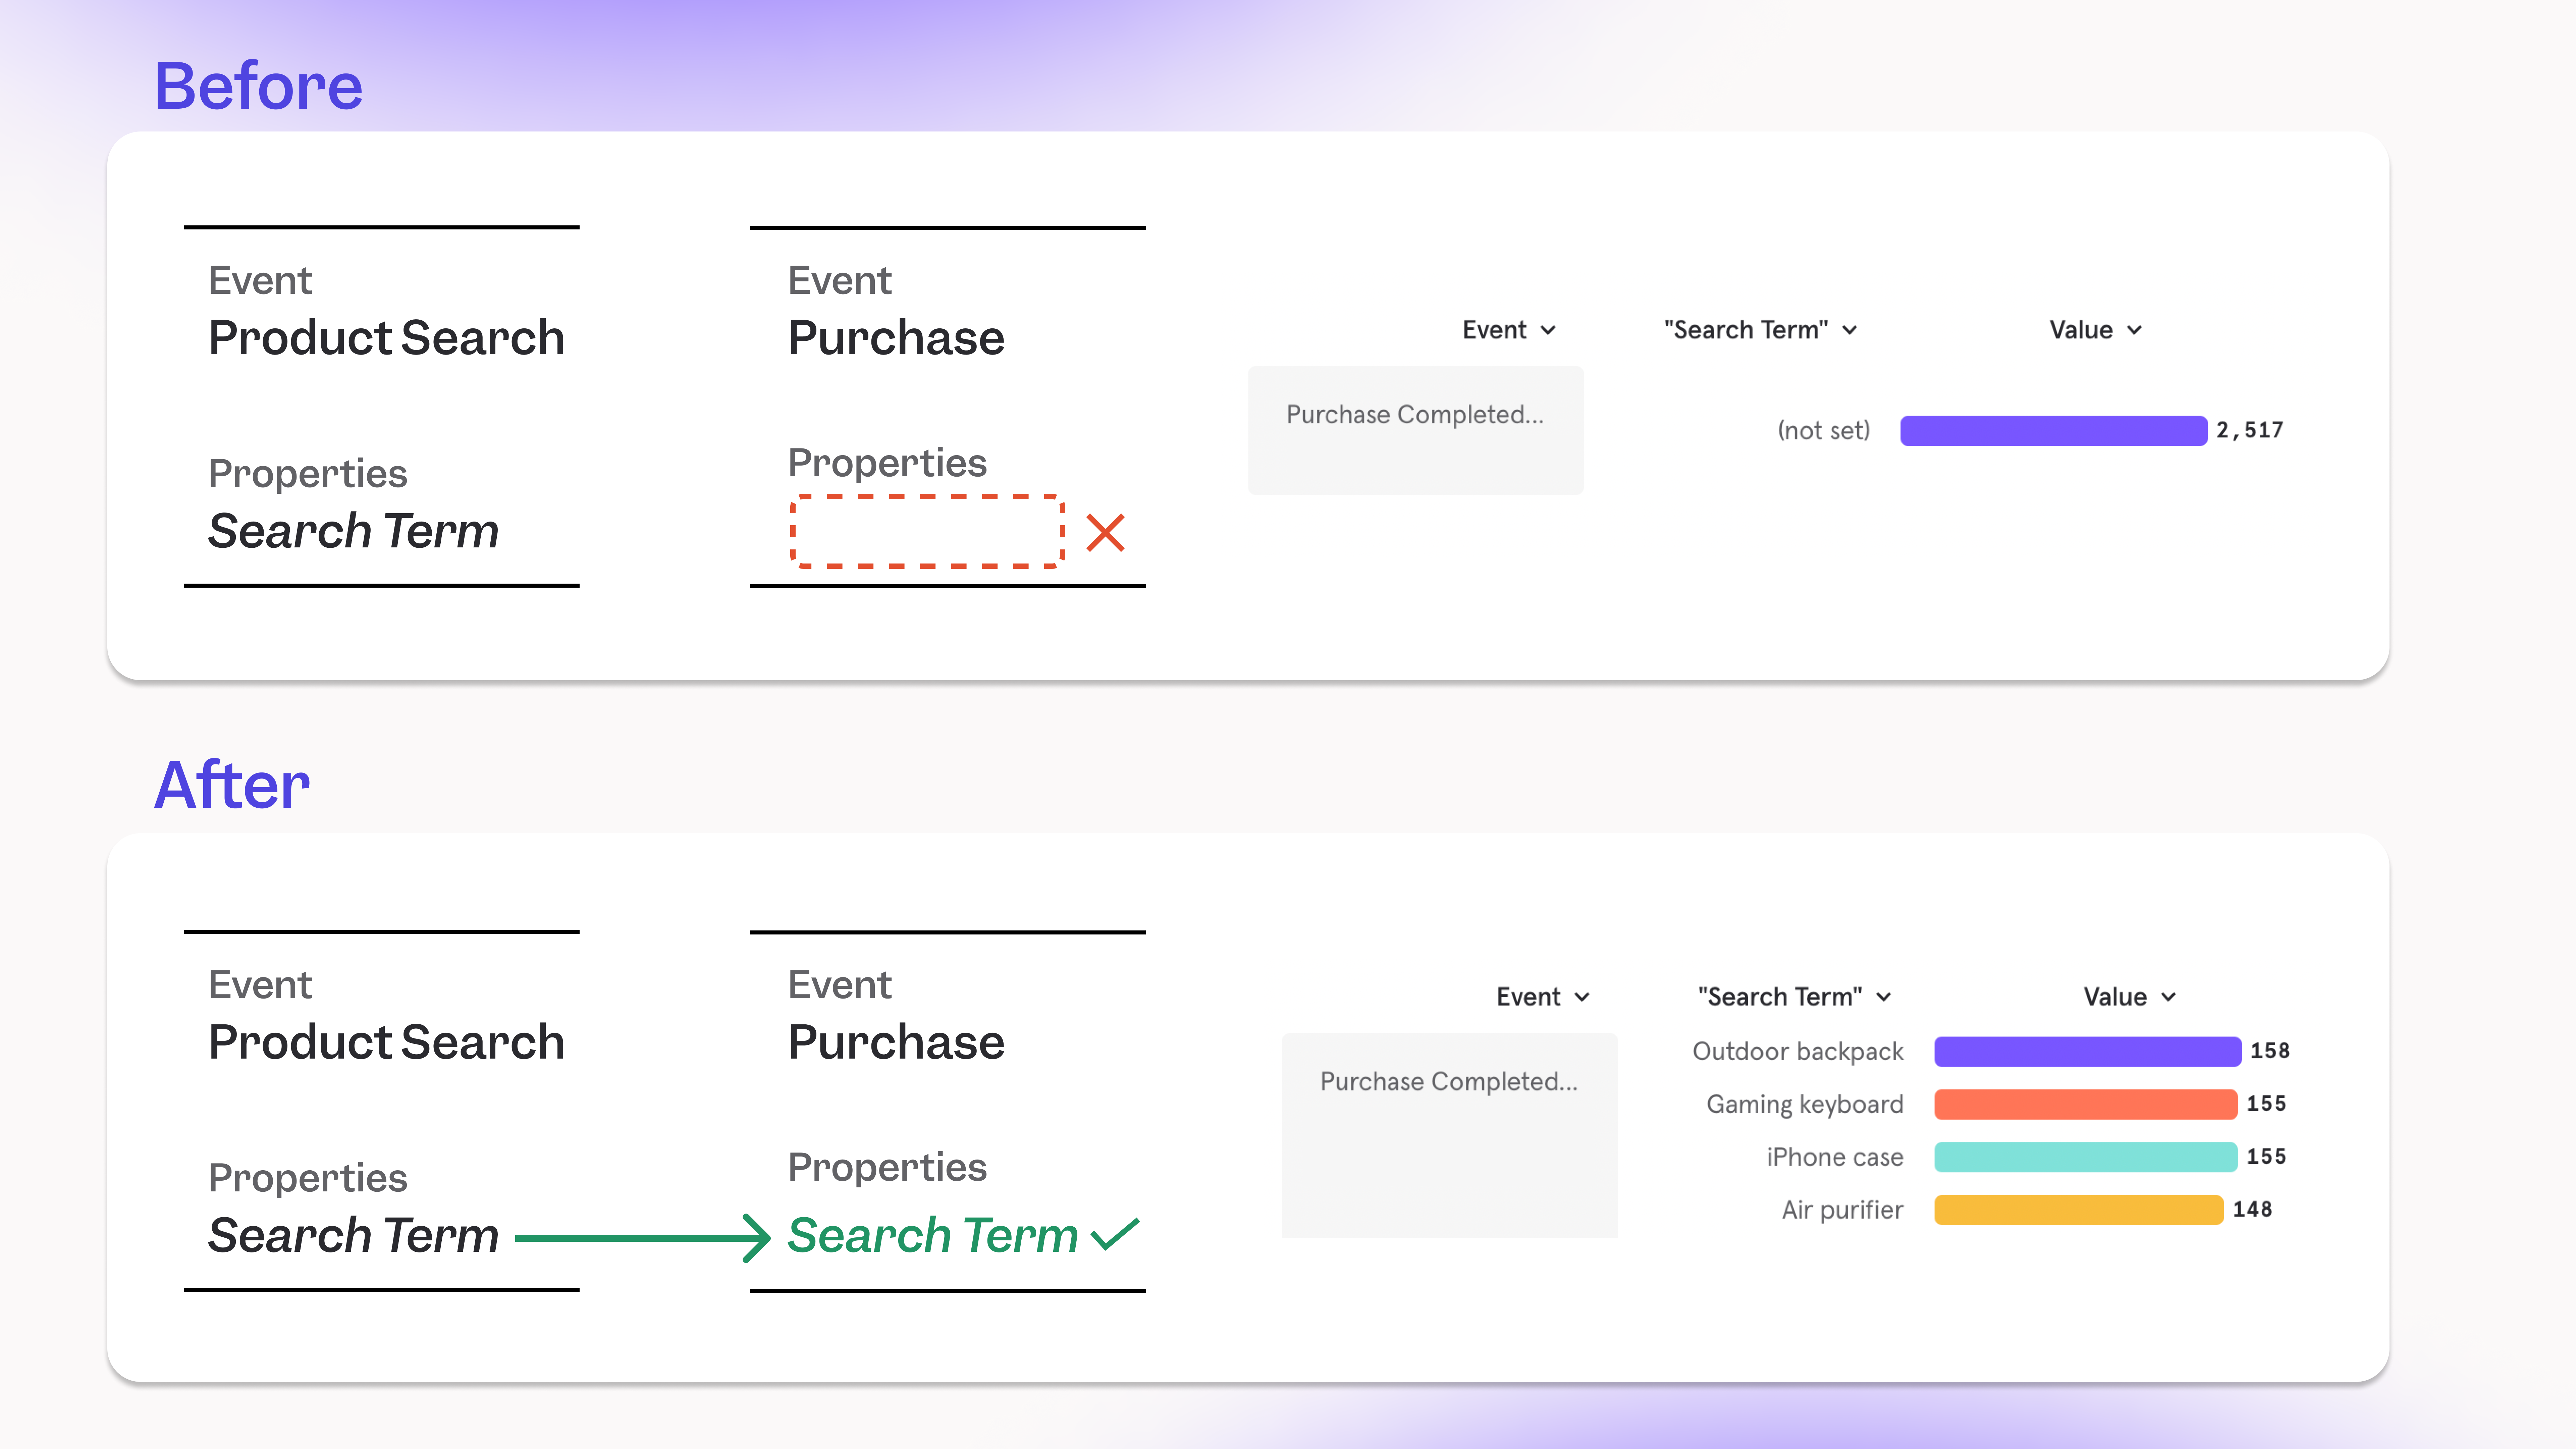 Before
Event
Product Search
Properties
Search Term
Event
Purchase
Properties
Event
"Search Term"
Value
Purchase Completed...
(not set)
2,517
After
Event
Product Search
Properties
Search Term
Event
Purchase
Properties
Search Term
Event
"Search Term"
Value
Purchase Completed...
Outdoor backpack
158
Gaming keyboard
155
iPhone case
155
Air purifier
148